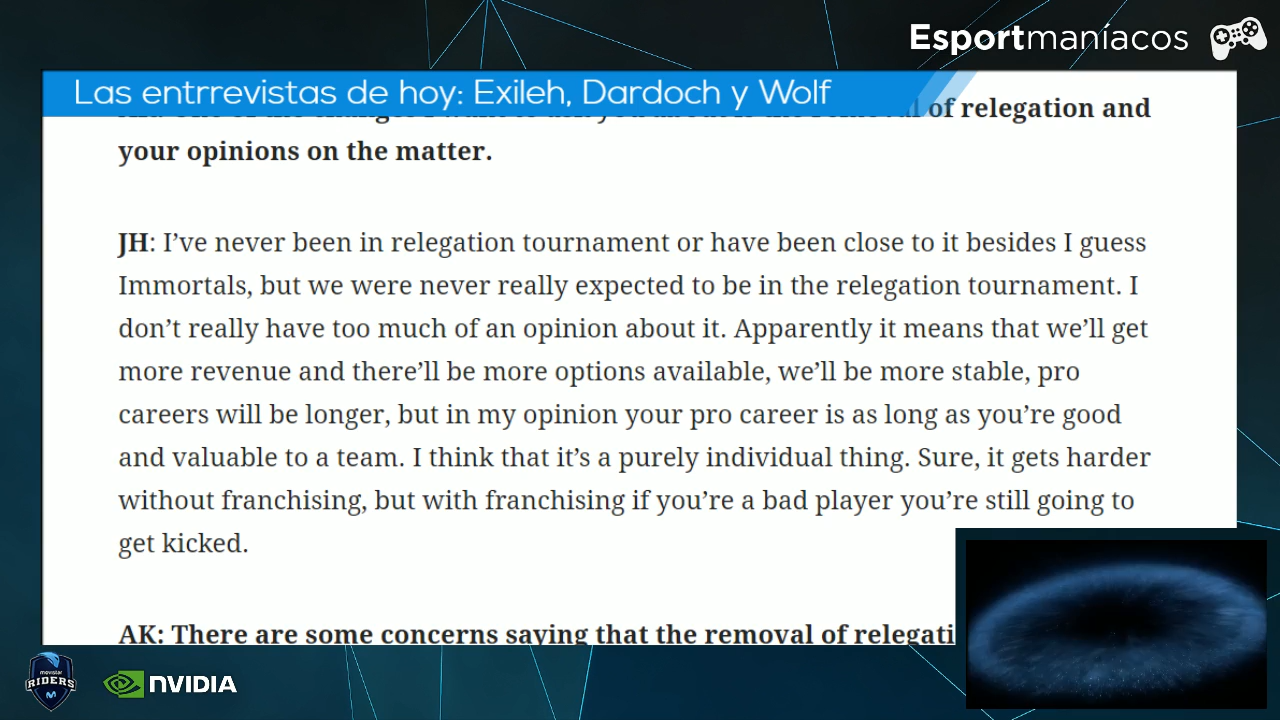 Esportmaníacos
Las entrrevistas de hoy: Exileh, Dardoch y Wolf
of relegation and
your opinions on the matter.
JH: I’ve never been in relegation tournament or have been close to it besides I guess
Immortals, but we were never really expected to be in the relegation tournament. I
don’t really have too much of an opinion about it. Apparently it means that we’ll get
more revenue and there’ll be more options available, we’ll be more stable, pro
careers will be longer, but in my opinion your pro career is as long as you’re good
and valuable to a team. I think that it’s a purely individual thing. Sure, it gets harder
without franchising, but with franchising if you’re a bad player you’re still going to
get kicked.
AK: There are some concerns saying that the removal of relegati
movistar
RIDERS
NVIDIA